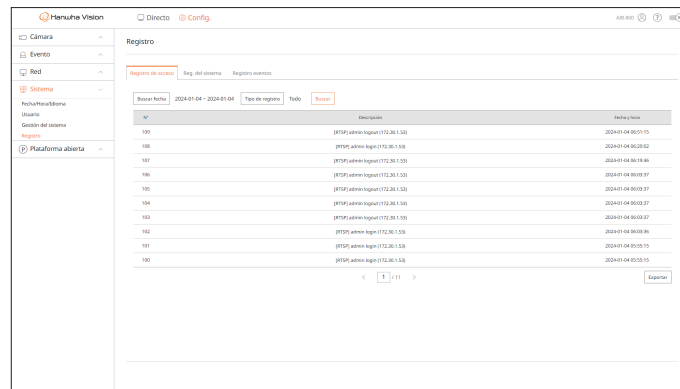 Hanwha Vision
Directo
Config.
Cámara
Evento
Red
Sistema
Fecha/Hora/Idioma
Usuario
Gestión del sistema
Registro
Plataforma abierta
Registro
Registro de acceso Reg. del sistema Registro eventos
Buscar fecha 2024-01-04 ~ 2024-01-04 Tipo de registro Todo Buscar
Nº Descripción Fecha y hora
109 [RTSP] admin logout (172.30.1.53) 2024-01-04 06:51:15
108 [RTSP] admin login (172.30.1.53) 2024-01-04 06:20:02
107 [RTSP] admin logout (172.30.1.53) 2024-01-04 06:19:46
106 [RTSP] admin logout (172.30.1.53) 2024-01-04 06:03:37
105 [RTSP] admin logout (172.30.1.53) 2024-01-04 06:03:37
104 [RTSP] admin logout (172.30.1.53) 2024-01-04 06:03:37
103 [RTSP] admin logout (172.30.1.53) 2024-01-04 06:03:37
102 [RTSP] admin login (172.30.1.53) 2024-01-04 06:03:36
101 [RTSP] admin login (172.30.1.53) 2024-01-04 05:55:15
100 [RTSP] admin login (172.30.1.53) 2024-01-04 05:55:15
< 1 / 11 >
Exportar